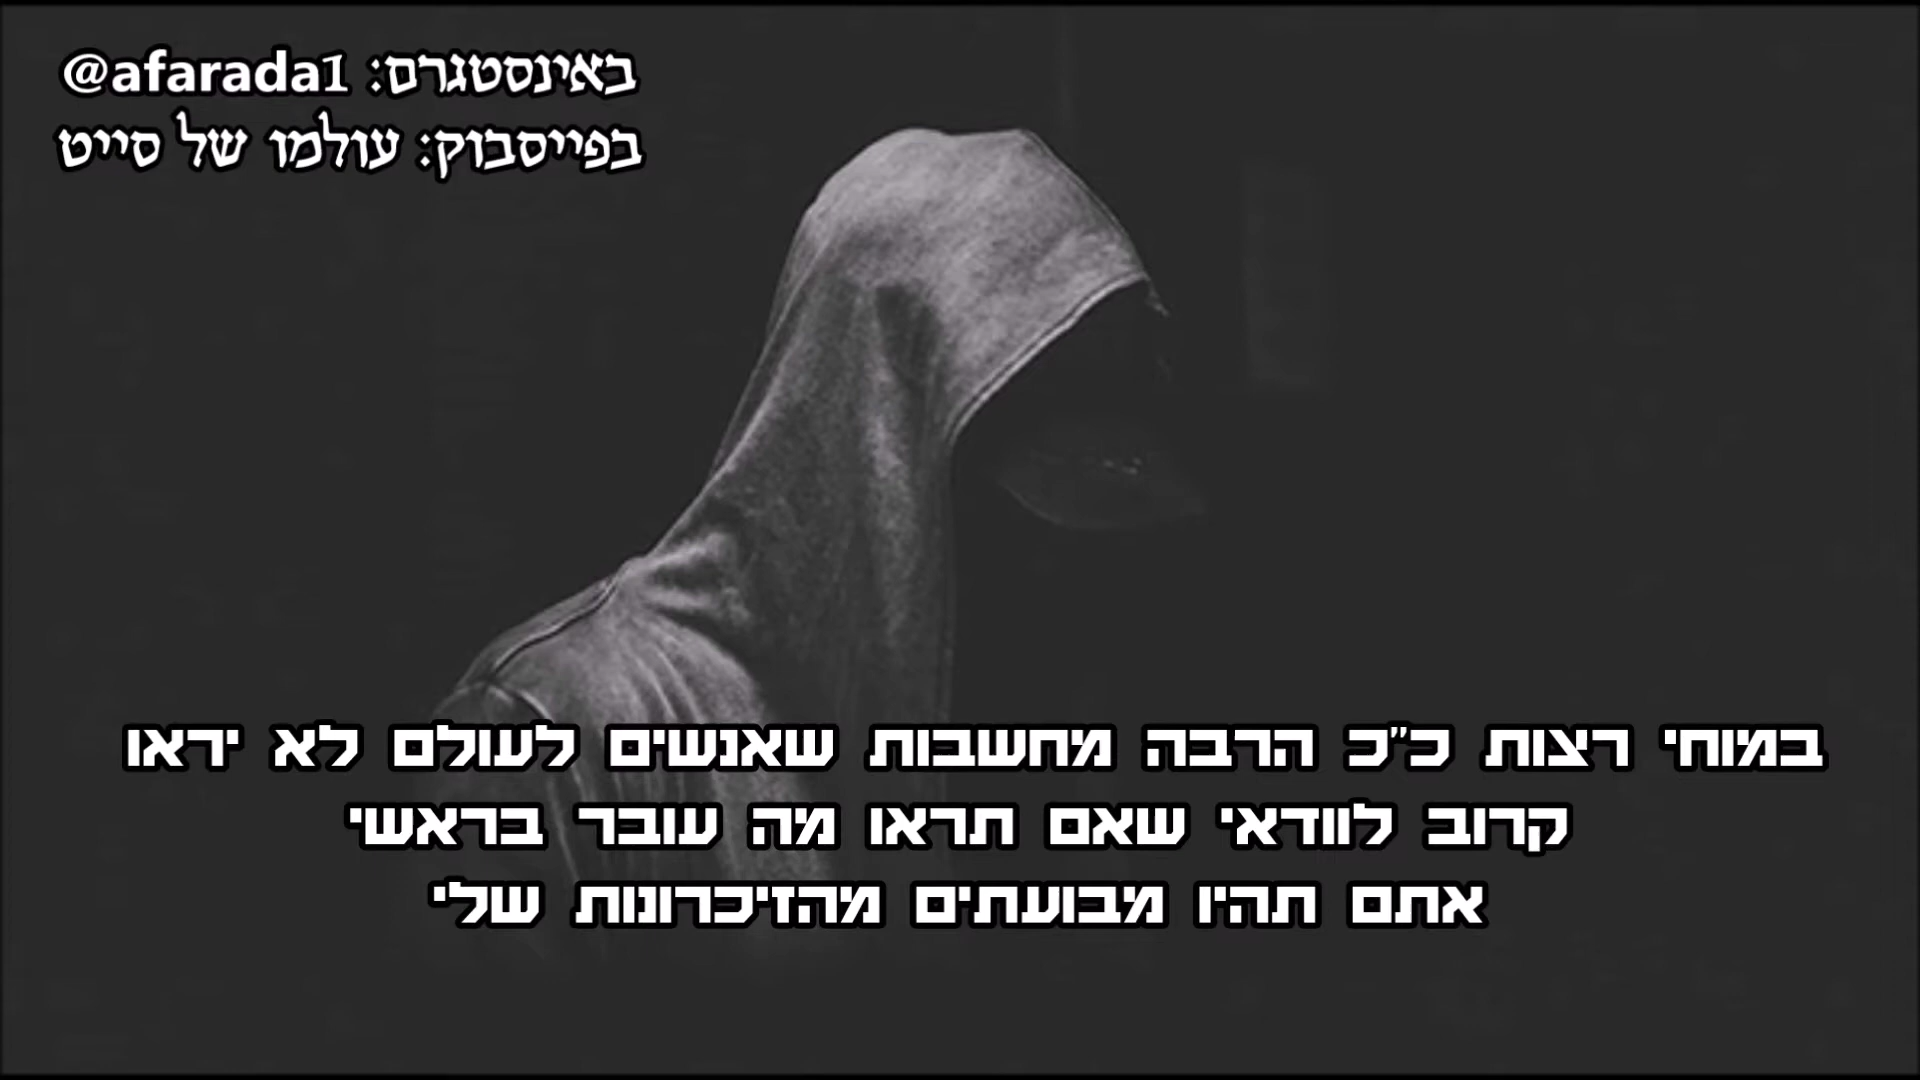 באינסטגרם: @afarada1
בפייסבוק: עולמו של סייט
במוחי רצות כ"כ הרבה מחשבות שאנשים לעולם לא יראו
קרוב לוודאי שאם תראו מה עובר בראשי
אתם תהיו מבועתים מהזיכרונות שלי